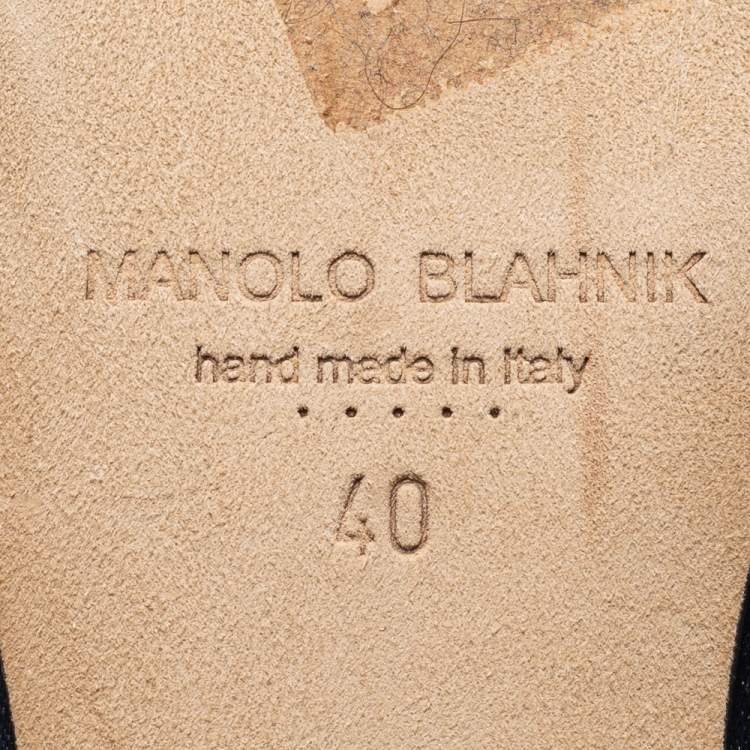 MANOLO BLAHNIK
hand made in Italy
• • • • •
40